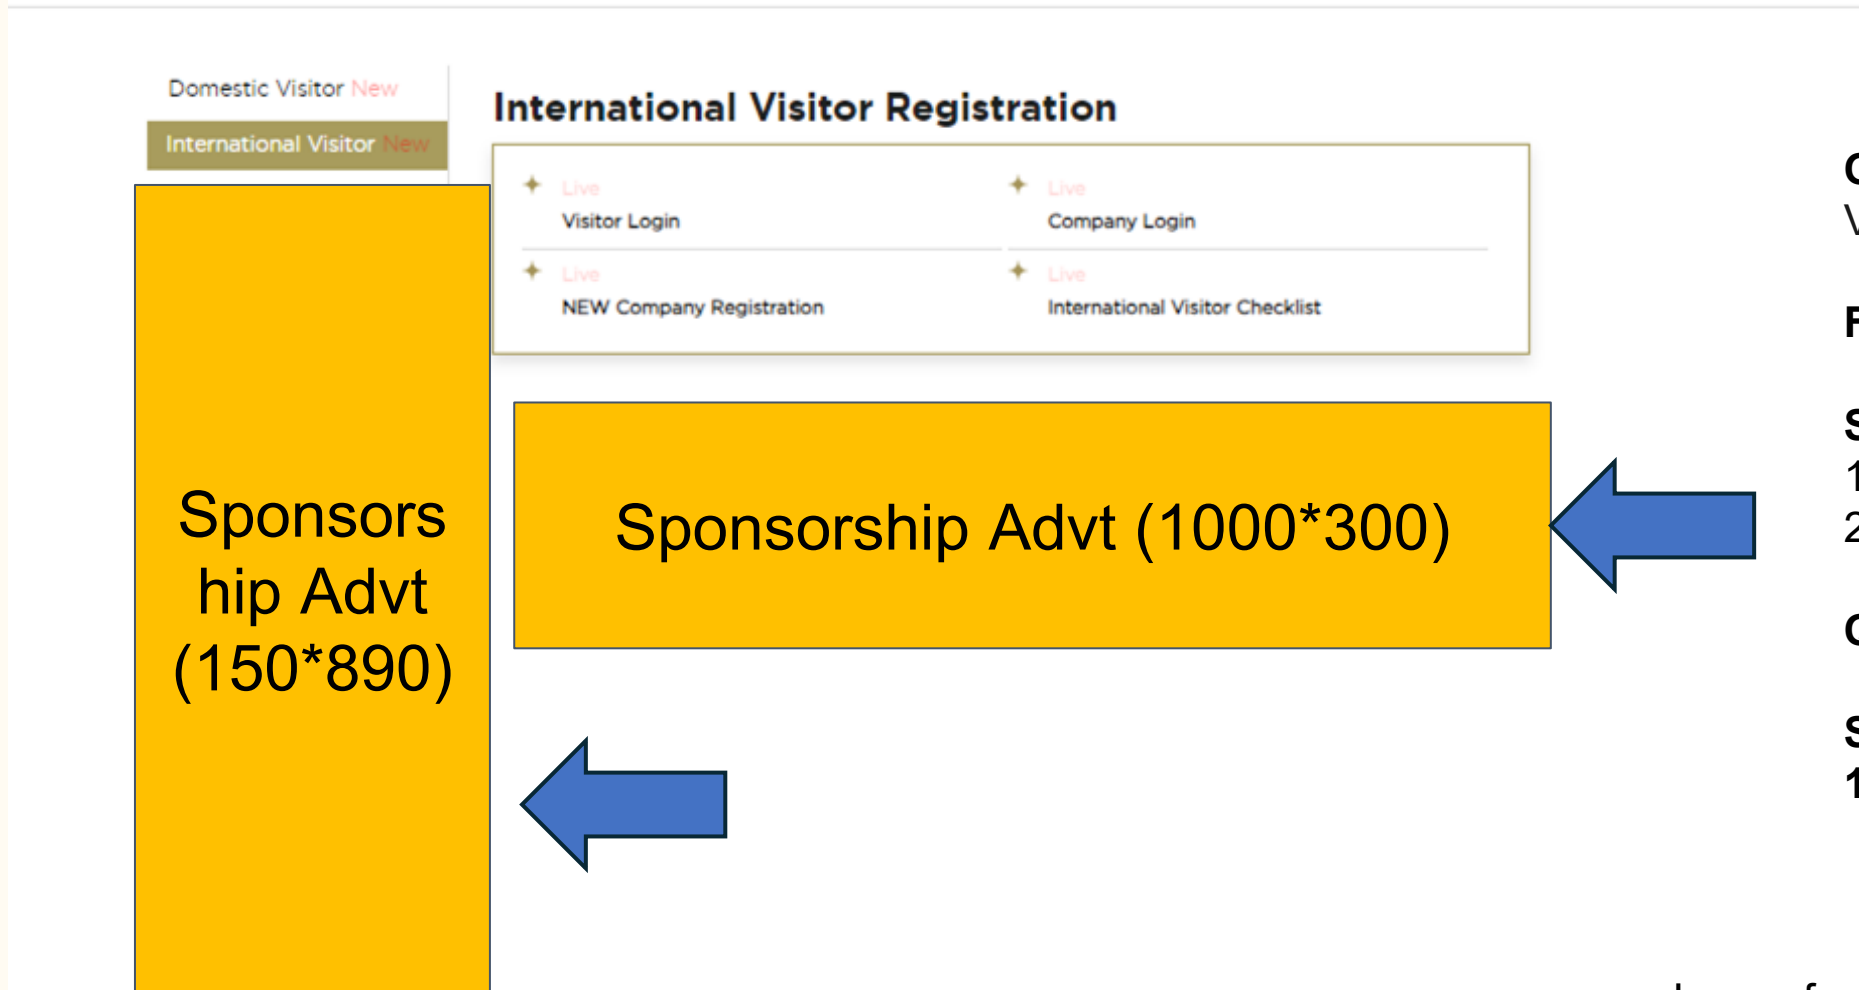 Domestic Visitor New
International Visitor New
International Visitor Registration
Live
Visitor Login
Live
Company Login
Live
NEW Company Registration
Live
International Visitor Checklist
Sponsors
hip Advt
(150*890)
Sponsorship Advt (1000*300)